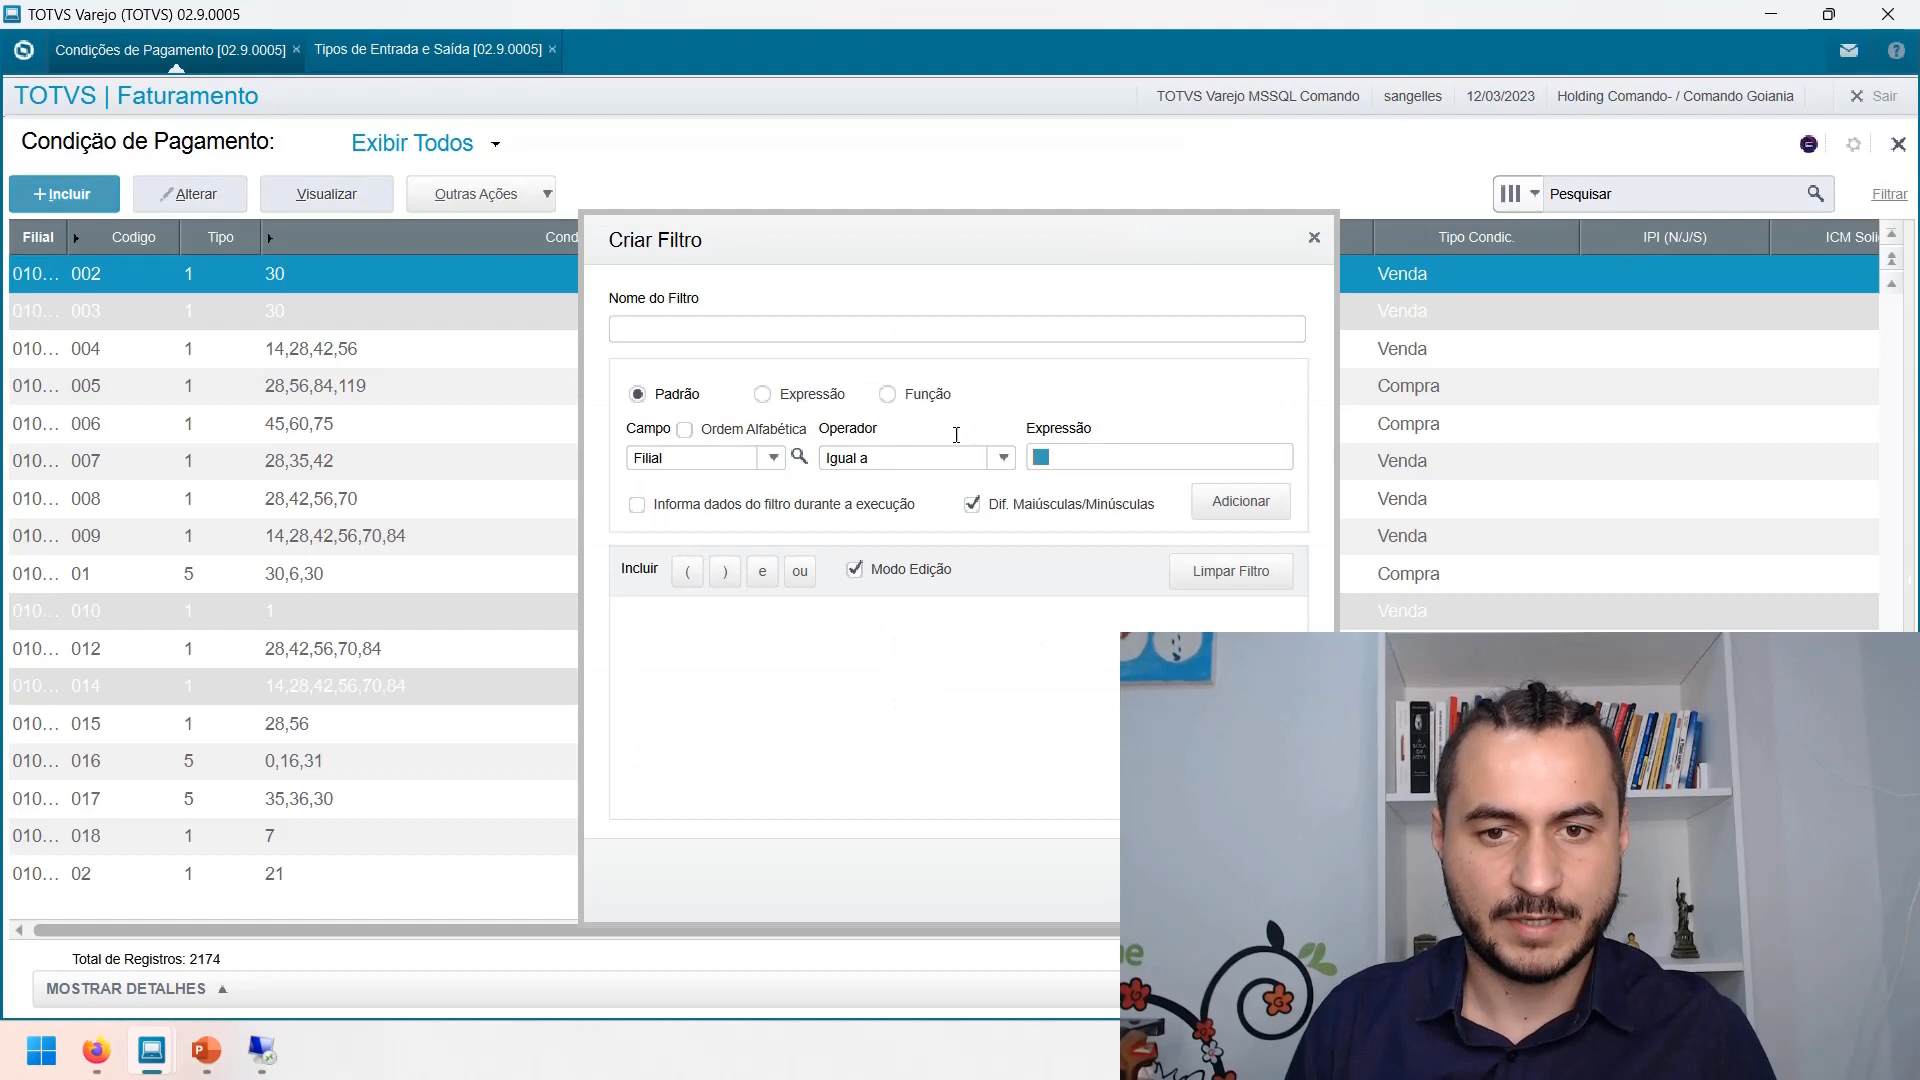 TOTVS Varejo (TOTVS) 02.9.0005
Condições de Pagamento [02.9.0005]
Tipos de Entrada e Saída [02.9.0005]
TOTVS | Faturamento
TOTVS Varejo MSSQL Comando
sangelles
12/03/2023
Holding Comando- / Comando Goiania
Sair
Condição de Pagamento:
Exibir Todos
+Incluir
Alterar
Visualizar
Outras Ações
Pesquisar
Filtrar
Filial Codigo Tipo Cond Tipo Condic. IPI (N/J/S) ICM Soli
010... 002 1 30 Venda
010... 003 1 30 Venda
010... 004 1 14,28,42,56 Venda
010... 005 1 28,56,84,119 Compra
010... 006 1 45,60,75 Compra
010... 007 1 28,35,42 Venda
010... 008 1 28,42,56,70 Venda
010... 009 1 14,28,42,56,70,84 Venda
010... 01 5 30,6,30 Compra
010... 010 1 1 Venda
010... 012 1 28,42,56,70,84
010... 014 1 14,28,42,56,70,84
010... 015 1 28,56
010... 016 5 0,16,31
010... 017 5 35,36,30
010... 018 1 7
010... 02 1 21
Criar Filtro
Nome do Filtro
Padrão Expressão Função
Campo Ordem Alfabética Operador Expressão
Filial Igual a
Informa dados do filtro durante a execução Dif. Maiúsculas/Minúsculas Adicionar
Incluir ( ) e ou Modo Edição Limpar Filtro
Total de Registros: 2174
MOSTRAR DETALHES